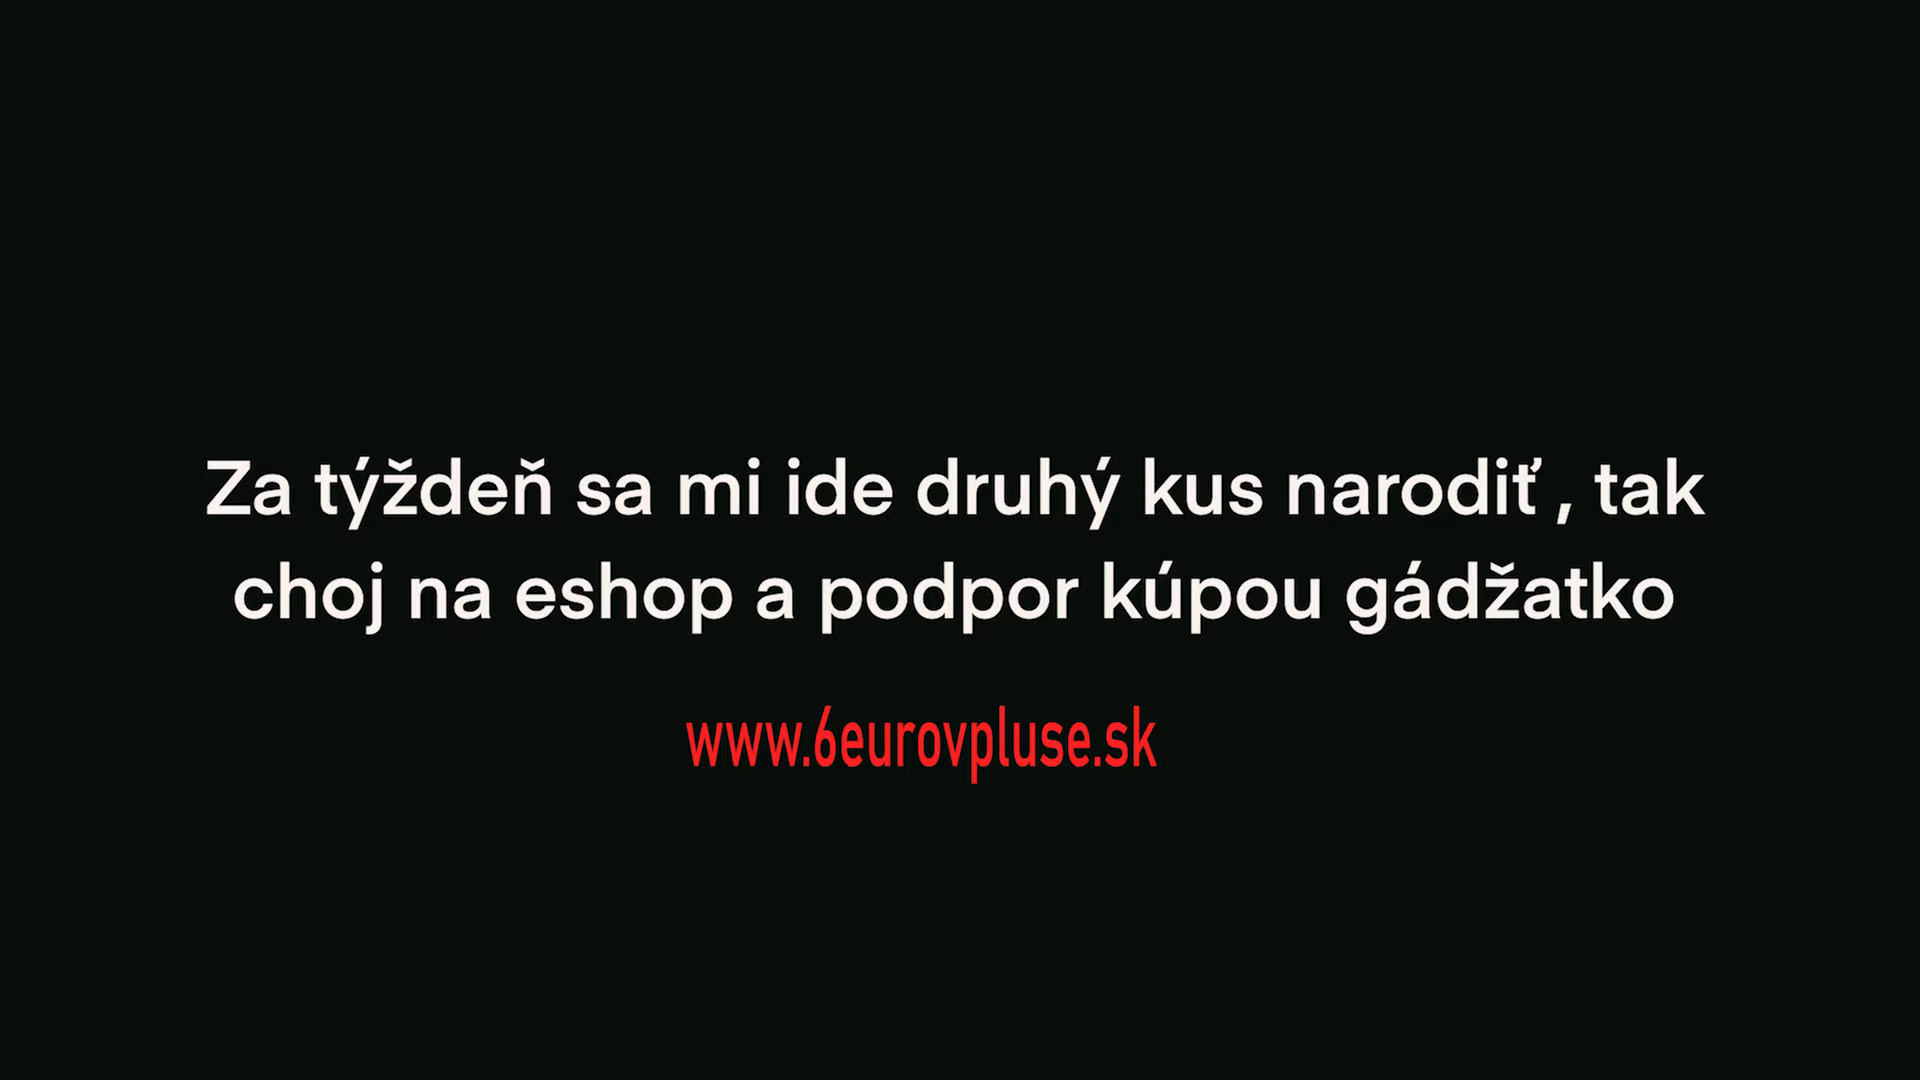 Za týždeň sa mi ide druhý kus narodiť , tak
choj na eshop a podpor kúpou gádžatko
www.6eurovpluse.sk